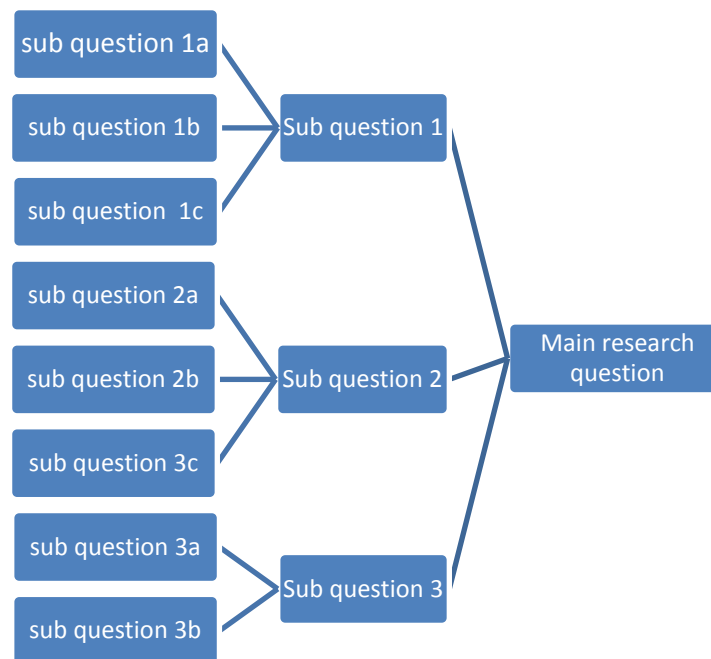 sub question 1a
sub question 1b
sub question 1c
sub question 2a
sub question 2b
sub question 3c
sub question 3a
sub question 3b
Sub question 1
Sub question 2
Sub question 3
Main research
question